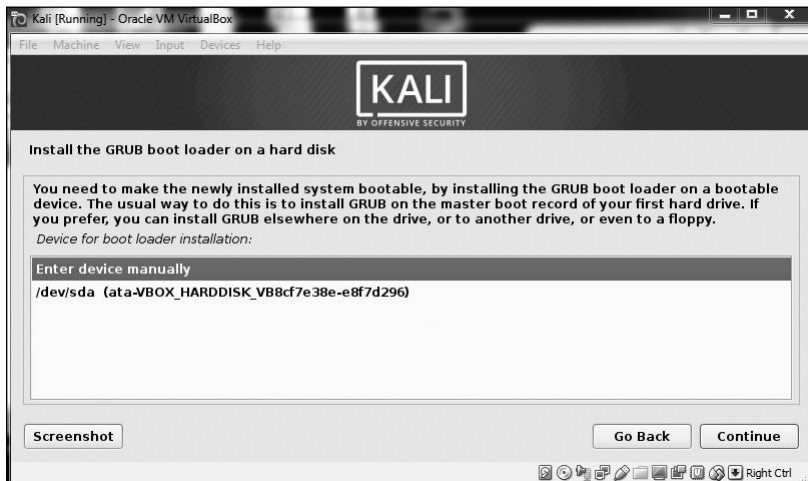 Kali [Running] - Oracle VM VirtualBox
File Machine View Input Devices Help
KALI
BY OFFENSIVE SECURITY
Install the GRUB boot loader on a hard disk
You need to make the newly installed system bootable, by installing the GRUB boot loader on a bootable
device. The usual way to do this is to install GRUB on the master boot record of your first hard drive. If
you prefer, you can install GRUB elsewhere on the drive, or to another drive, or even to a floppy.
Device for boot loader installation:
Enter device manually
/dev/sda (ata-VBOX_HARDDISK_VB8cf7e38e-e8f7d296)
Screenshot
Go Back
Continue
Right Ctrl